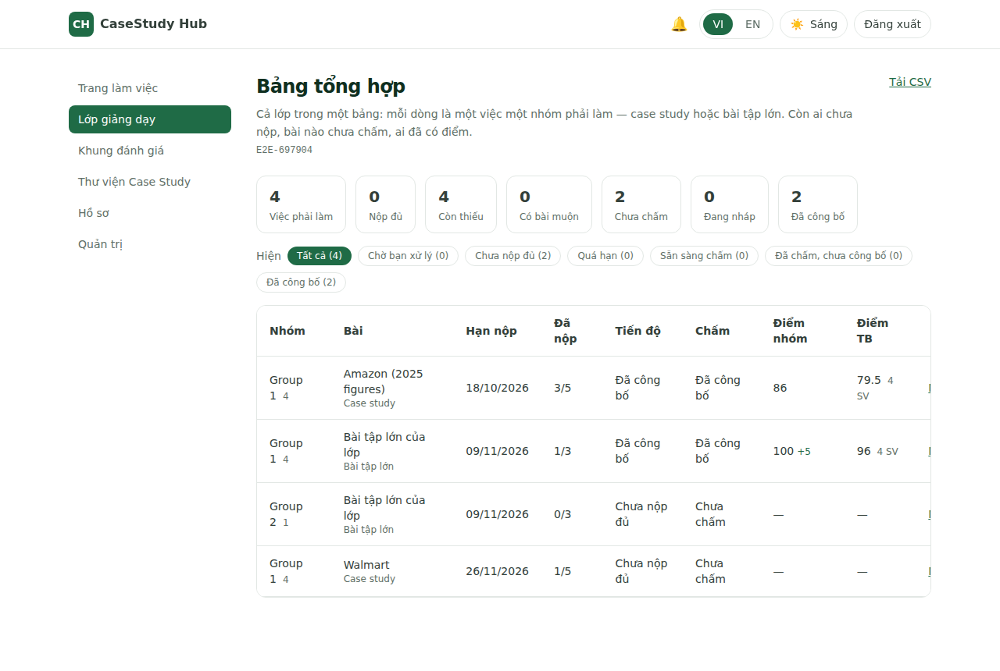 CH CaseStudy Hub
VI EN Sáng Đăng xuất
Trang làm việc
Lớp giảng dạy
Khung đánh giá
Thư viện Case Study
Hồ sơ
Quản trị
Bảng tổng hợp
Tải CSV
Cả lớp trong một bảng: mỗi dòng là một việc một nhóm phải làm — case study hoặc bài tập lớn. Còn ai chưa
nộp, bài nào chưa chấm, ai đã có điểm.
E2E-697904
4 0 4 0 2 0 2
Việc phải làm Nộp đủ Còn thiếu Có bài muộn Chưa chấm Đang nháp Đã công bố
Hiện Tất cả (4) Chờ bạn xử lý (0) Chưa nộp đủ (2) Quá hạn (0) Sẵn sàng chấm (0) Đã chấm, chưa công bố (0)
Đã công bố (2)
Nhóm Bài Hạn nộp Đã nộp Tiến độ Chấm Điểm nhóm Điểm TB
Group 1 4 Amazon (2025 figures) Case study 18/10/2026 3/5 Đã công bố Đã công bố 86 79.5 4 SV
Group 1 4 Bài tập lớn của lớp Bài tập lớn 09/11/2026 1/3 Đã công bố Đã công bố 100 +5 96 4 SV
Group 2 1 Bài tập lớn của lớp Bài tập lớn 09/11/2026 0/3 Chưa nộp đủ Chưa chấm — —
Group 1 4 Walmart Case study 26/11/2026 1/5 Chưa nộp đủ Chưa chấm — —